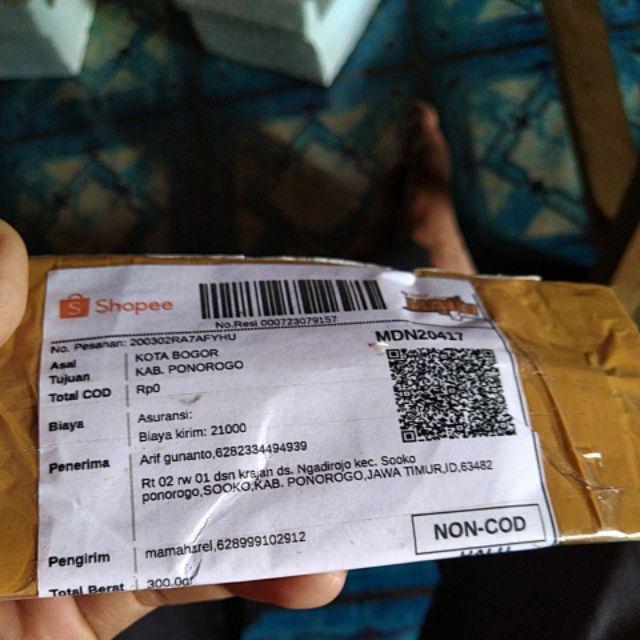 Shopee
No.Resi 000723079157
No. Pesanan: 200302RA7AFYHU
MDN20417
Asal KOTA BOGOR
Tujuan KAB. PONOROGO
Total COD Rp0
Biaya Asuransi:
Biaya kirim: 21000
Penerima Arif gunanto,6282334494939
Rt 02 rw 01 dsn krsjan ds. Ngadirojo kec. Sooko
ponorogo,SOOKO,KAB. PONOROGO,JAWA TIMUR,ID,63482
NON-COD
Pengirim mamaharel,628999102912
Total Berat 300.0gr